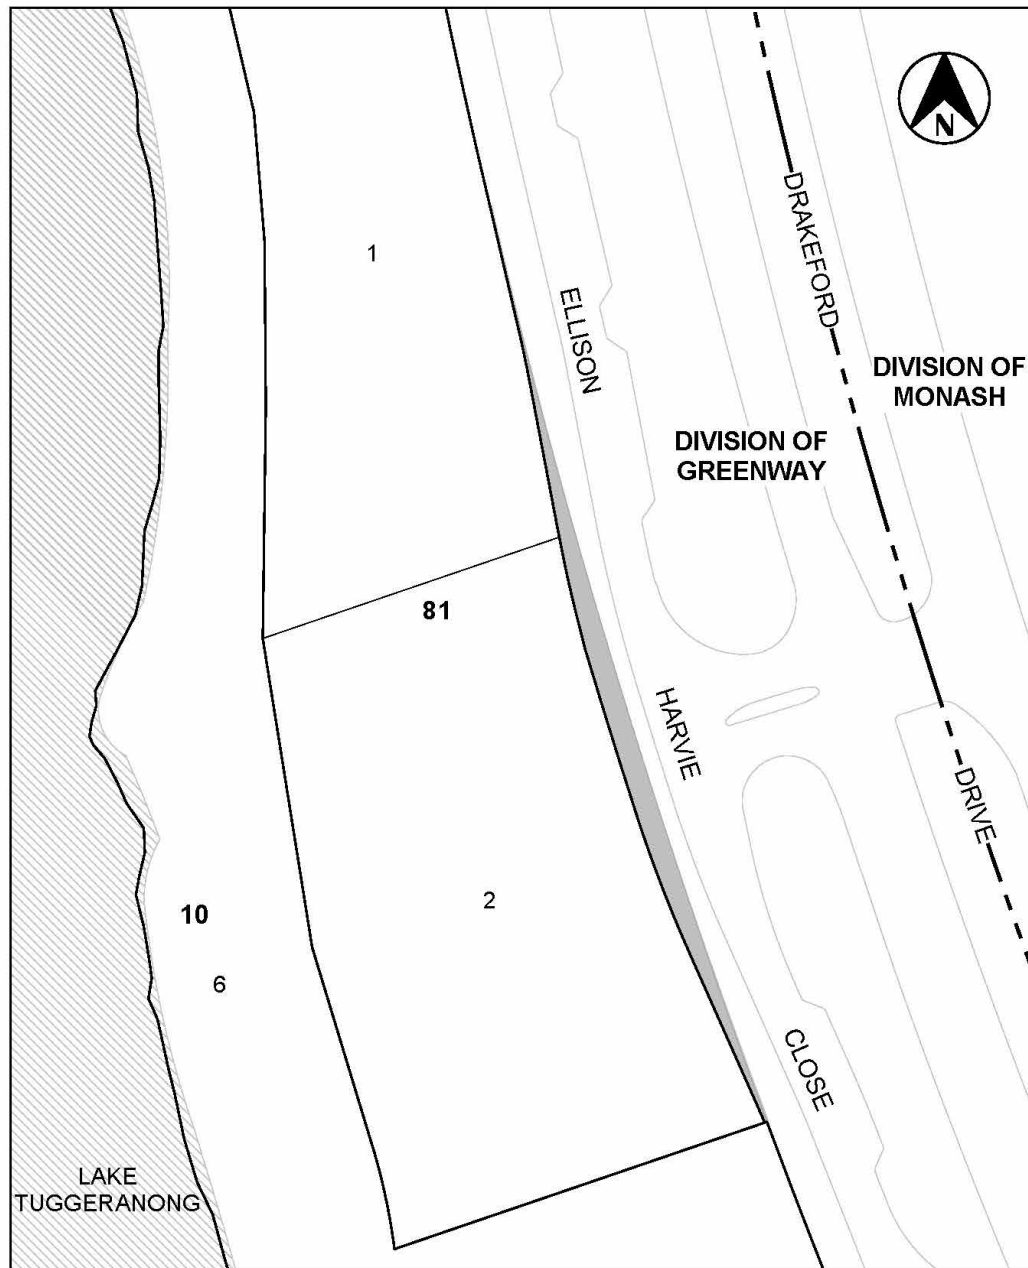 N
1
ELLISON
DRAKEFORD
DIVISION OF
MONASH
DIVISION OF
GREENWAY
81
HARVIE
DRIVE
2
10
6
CLOSE
LAKE
TUGGERANONG